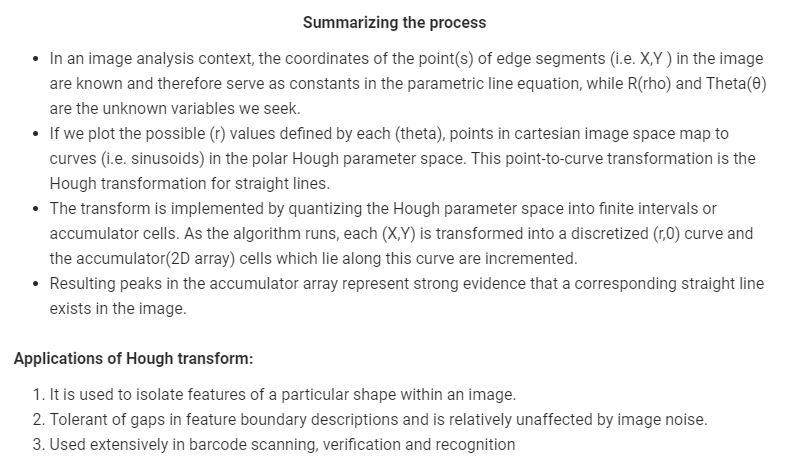 Summarizing the process
• In an image analysis context, the coordinates of the point(s) of edge segments (i.e. X,Y ) in the image
are known and therefore serve as constants in the parametric line equation, while R(rho) and Theta(θ)
are the unknown variables we seek.
• If we plot the possible (r) values defined by each (theta), points in cartesian image space map to
curves (i.e. sinusoids) in the polar Hough parameter space. This point-to-curve transformation is the
Hough transformation for straight lines.
• The transform is implemented by quantizing the Hough parameter space into finite intervals or
accumulator cells. As the algorithm runs, each (X,Y) is transformed into a discretized (r,0) curve and
the accumulator(2D array) cells which lie along this curve are incremented.
• Resulting peaks in the accumulator array represent strong evidence that a corresponding straight line
exists in the image.
Applications of Hough transform:
1. It is used to isolate features of a particular shape within an image.
2. Tolerant of gaps in feature boundary descriptions and is relatively unaffected by image noise.
3. Used extensively in barcode scanning, verification and recognition